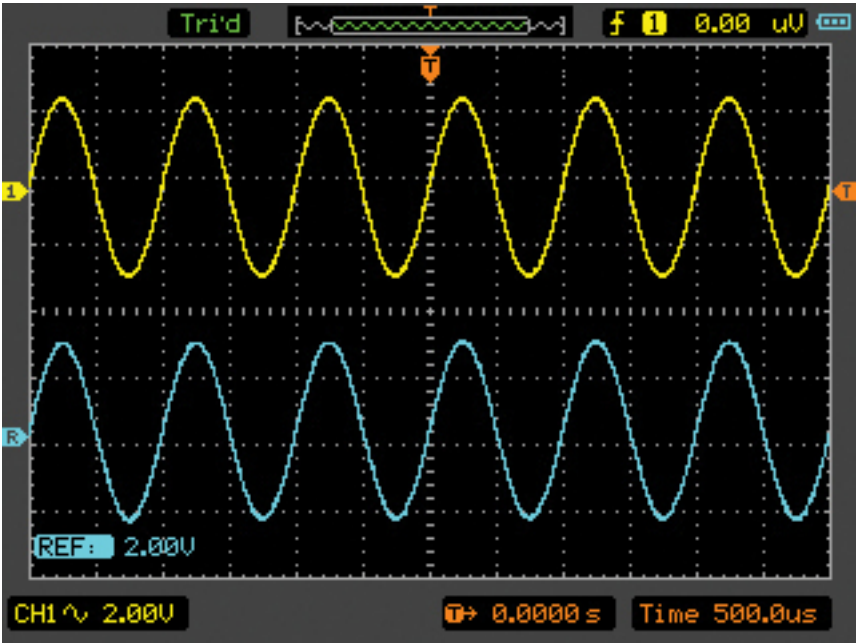 Tri'd T 1 0.00 uV
T
1 T
R
REF: 2.00V
CH1 ∿ 2.00V T→ 0.0000s Time 500.0us